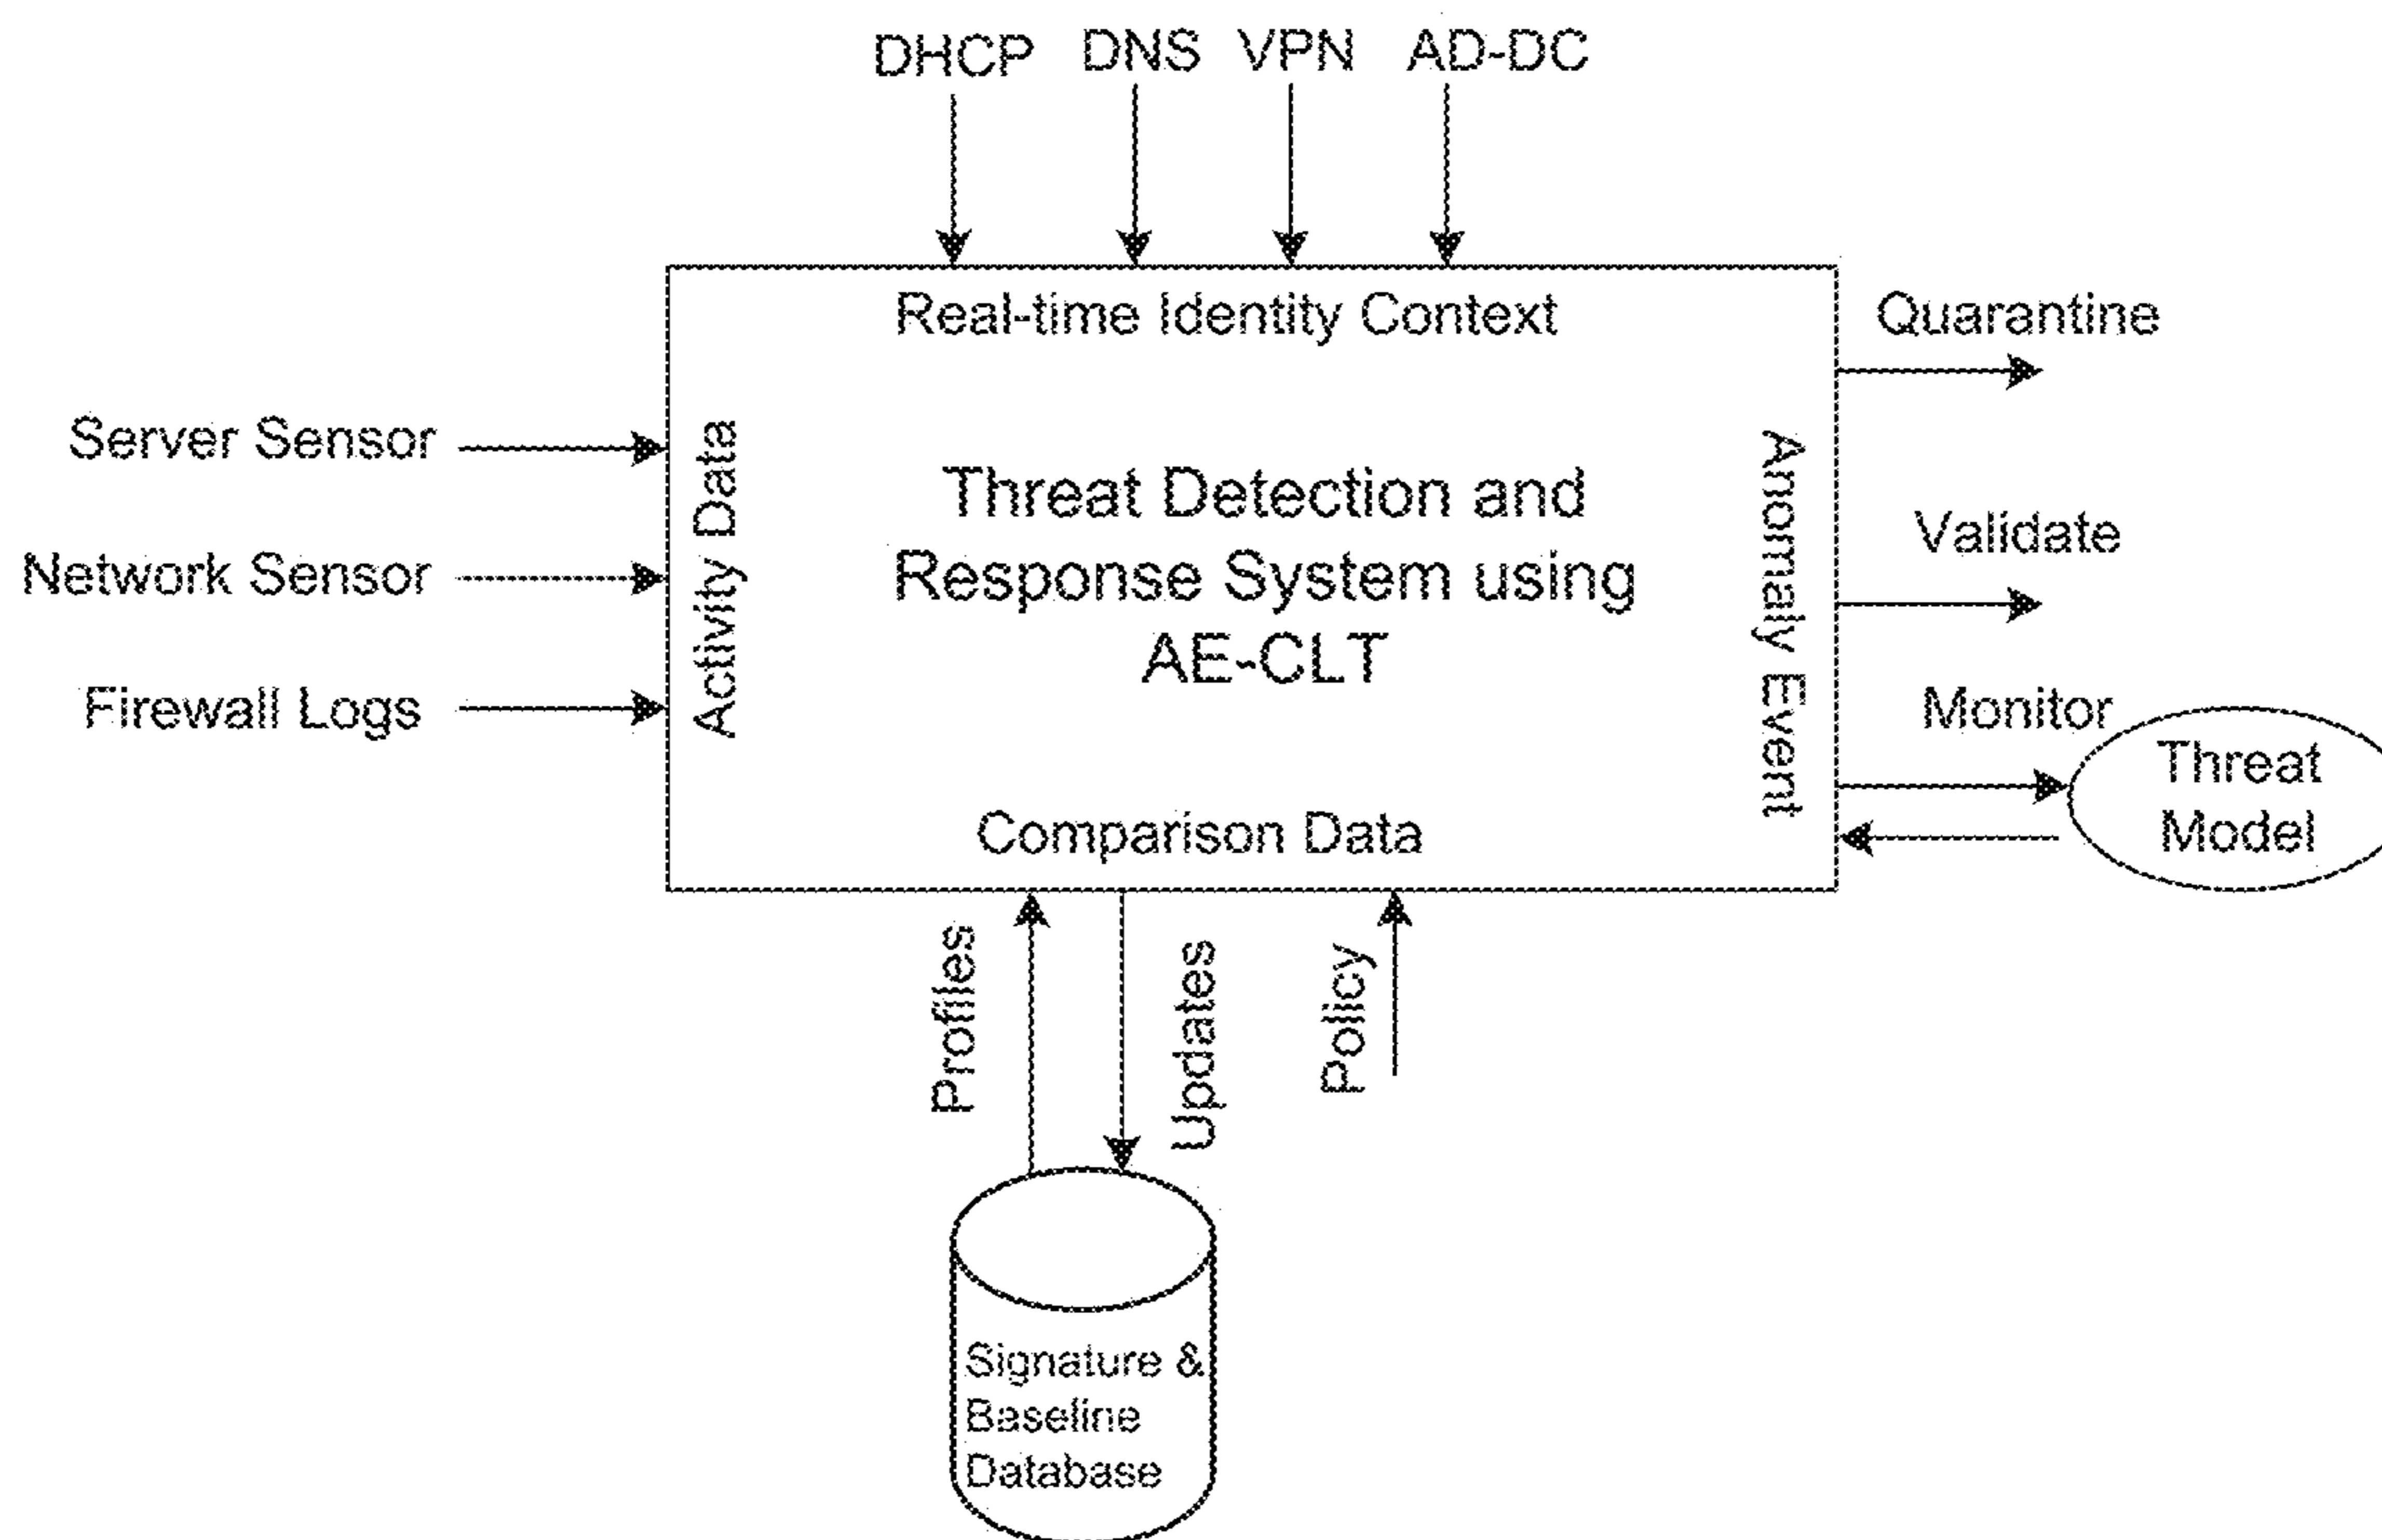 DHCP DNS VPN AD-DC
Real-time Identity Context
Quarantine
Server Sensor
Network Sensor
Firewall Logs
Activity Data
Threat Detection and
Response System using
AE-CLT
Anomaly Event
Validate
Monitor
Threat
Model
Comparison Data
Profiles
Updates
Policy
Signature &
Baseline
Database